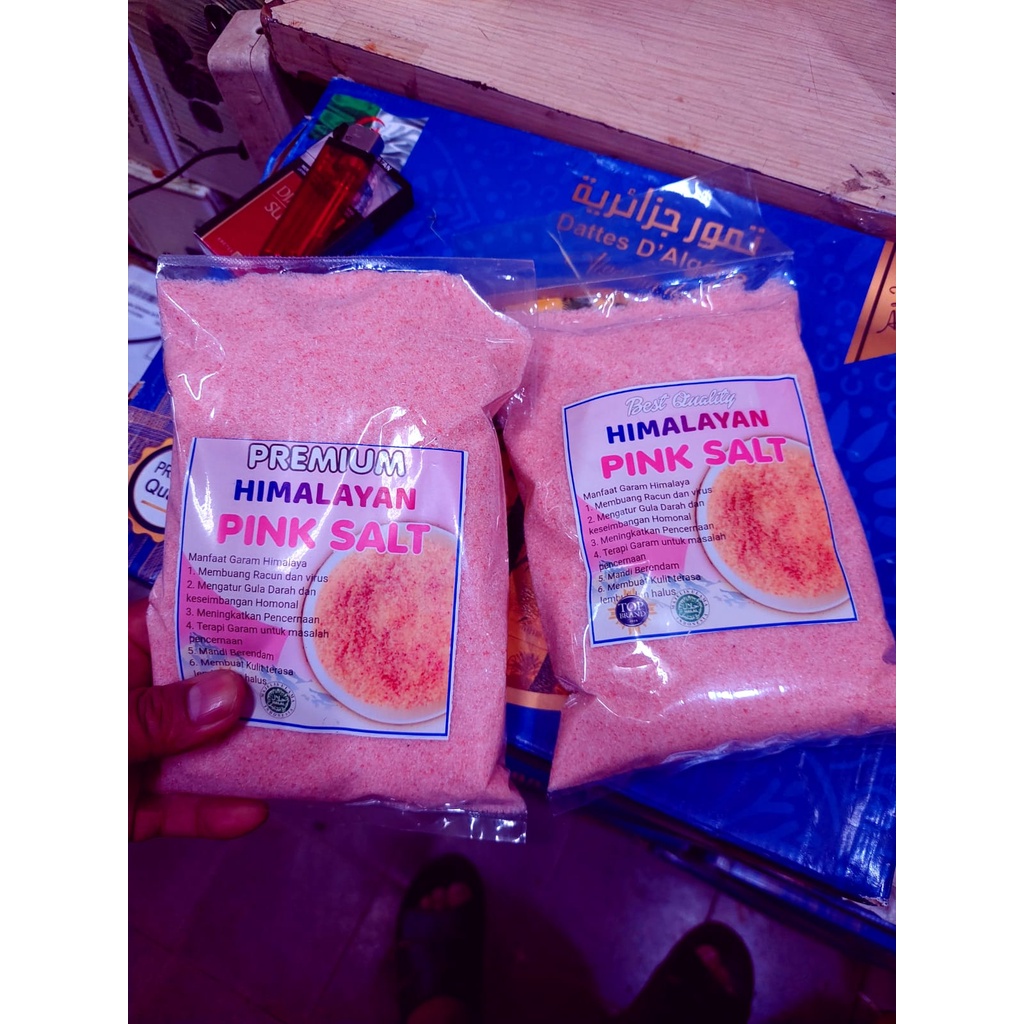 تمور جزائرية
Dattes D'Alg
PREMIUM
HIMALAYAN
PINK SALT
Manfaat Garam Himalaya
1. Membuang Racun dan virus
2. Mengatur Gula Darah dan
keseimbangan Homonal
3. Meningkatkan Pencernaan
4. Terapi Garam untuk masalah
pencernaan
5 Mandi Berendam
6. Membuat Kulit terasa
halus
Best Quality
HIMALAYAN
PINK SALT
Manfaat Garam Himalaya
1. Membuang Racun dan virus
2. Mengatur Gula Darah dan
keseimbangan Homonal
3. Meningkatkan Pencernaan
4. Terapi Garam untuk masalah
pencernaan
5 Mandi Berendam
6. Membuat Kulit terasa
halus
TOP
BRAND